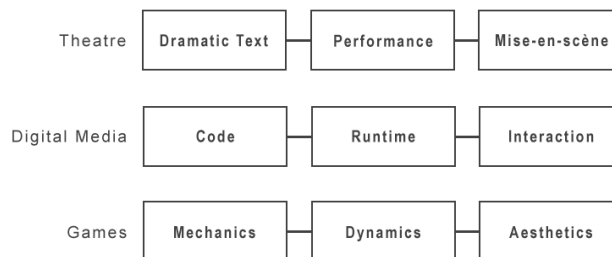 Theatre Dramatic Text Performance Mise-en-scène
Digital Media Code Runtime Interaction
Games Mechanics Dynamics Aesthetics